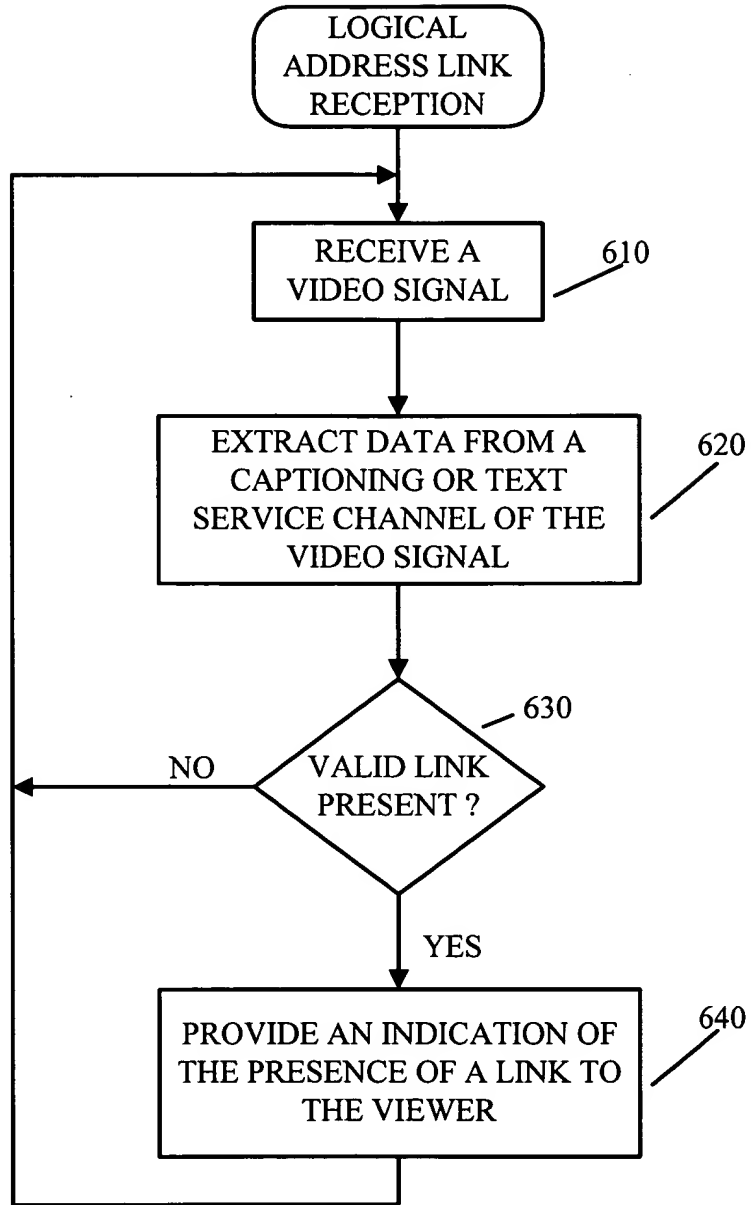 LOGICAL
ADDRESS LINK
RECEPTION
RECEIVE A
VIDEO SIGNAL
610
EXTRACT DATA FROM A
CAPTIONING OR TEXT
SERVICE CHANNEL OF THE
VIDEO SIGNAL
620
630
NO
VALID LINK
PRESENT ?
YES
PROVIDE AN INDICATION OF
THE PRESENCE OF A LINK TO
THE VIEWER
640